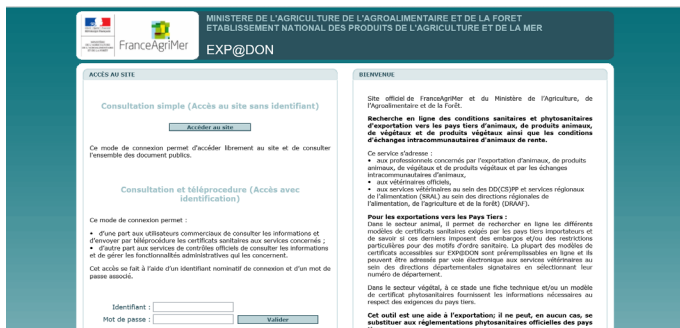 MINISTERE DE L'AGRICULTURE DE L'AGROALIMENTAIRE ET DE LA FORET
ETABLISSEMENT NATIONAL DES PRODUITS DE L'AGRICULTURE ET DE LA MER
FranceAgriMer
EXP@DON
ACCÈS AU SITE
Consultation simple (Accès au site sans identifiant)
Accéder au site
Ce mode de connexion permet d'accéder librement au site et de consulter
l'ensemble des document publics.
Consultation et téléprocedure (Accès avec
identification)
Ce mode de connexion permet :
• d'une part aux utilisateurs commerciaux de consulter les informations et
d'envoyer par téléprocédure les certificats sanitaires aux services concernés ;
• d'autre part aux services de contrôles officiels de consulter les informations
et de gérer les fonctionnalités administratives qui les concernent.
Cet accès se fait à l'aide d'un identifiant nominatif de connexion et d'un mot de
passe associé.
Identifiant :
Mot de passe :
Valider
BIENVENUE
Site officiel de FranceAgriMer et du Ministère de l'Agriculture, de
l'Agroalimentaire et de la Forêt.
Recherche en ligne des conditions sanitaires et phytosanitaires
d'exportation vers les pays tiers d'animaux, de produits animaux,
de végétaux et de produits végétaux ainsi que les conditions
d'échanges intracommunautaires d'animaux de rente.
Ce service s'adresse :
• aux professionnels concernés par l'exportation d'animaux, de produits
animaux, de végétaux et de produits végétaux et par les échanges
intracommunautaires d'animaux,
• aux vétérinaires officiels,
• aux services vétérinaires au sein des DD(CS)PP et services régionaux
de l'alimentation (SRAL) au sein des directions régionales de
l'alimentation, de l'agriculture et de la forêt) (DRAAF).
Pour les exportations vers les Pays Tiers :
Dans le secteur animal, il permet de rechercher en ligne les différents
modèles de certificats sanitaires exigés par les pays tiers importateurs et
de savoir si ces derniers imposent des embargos et/ou des restrictions
particulières pour des motifs d'ordre sanitaire. La plupart des modèles de
certificats accessibles sur EXP@DON sont préremplissables en ligne et ils
peuvent être adressés par voie électronique aux services vétérinaires au
sein des directions départementales signataires en sélectionnant leur
numéro de département.
Dans le secteur végétal, à ce stade une fiche technique et/ou un modèle
de certificat phytosanitaires fournissent les informations nécessaires au
respect des exigences du pays tiers.
Cet outil est une aide à l'exportation; il ne peut, en aucun cas, se
substituer aux réglementations phytosanitaires officielles des pays